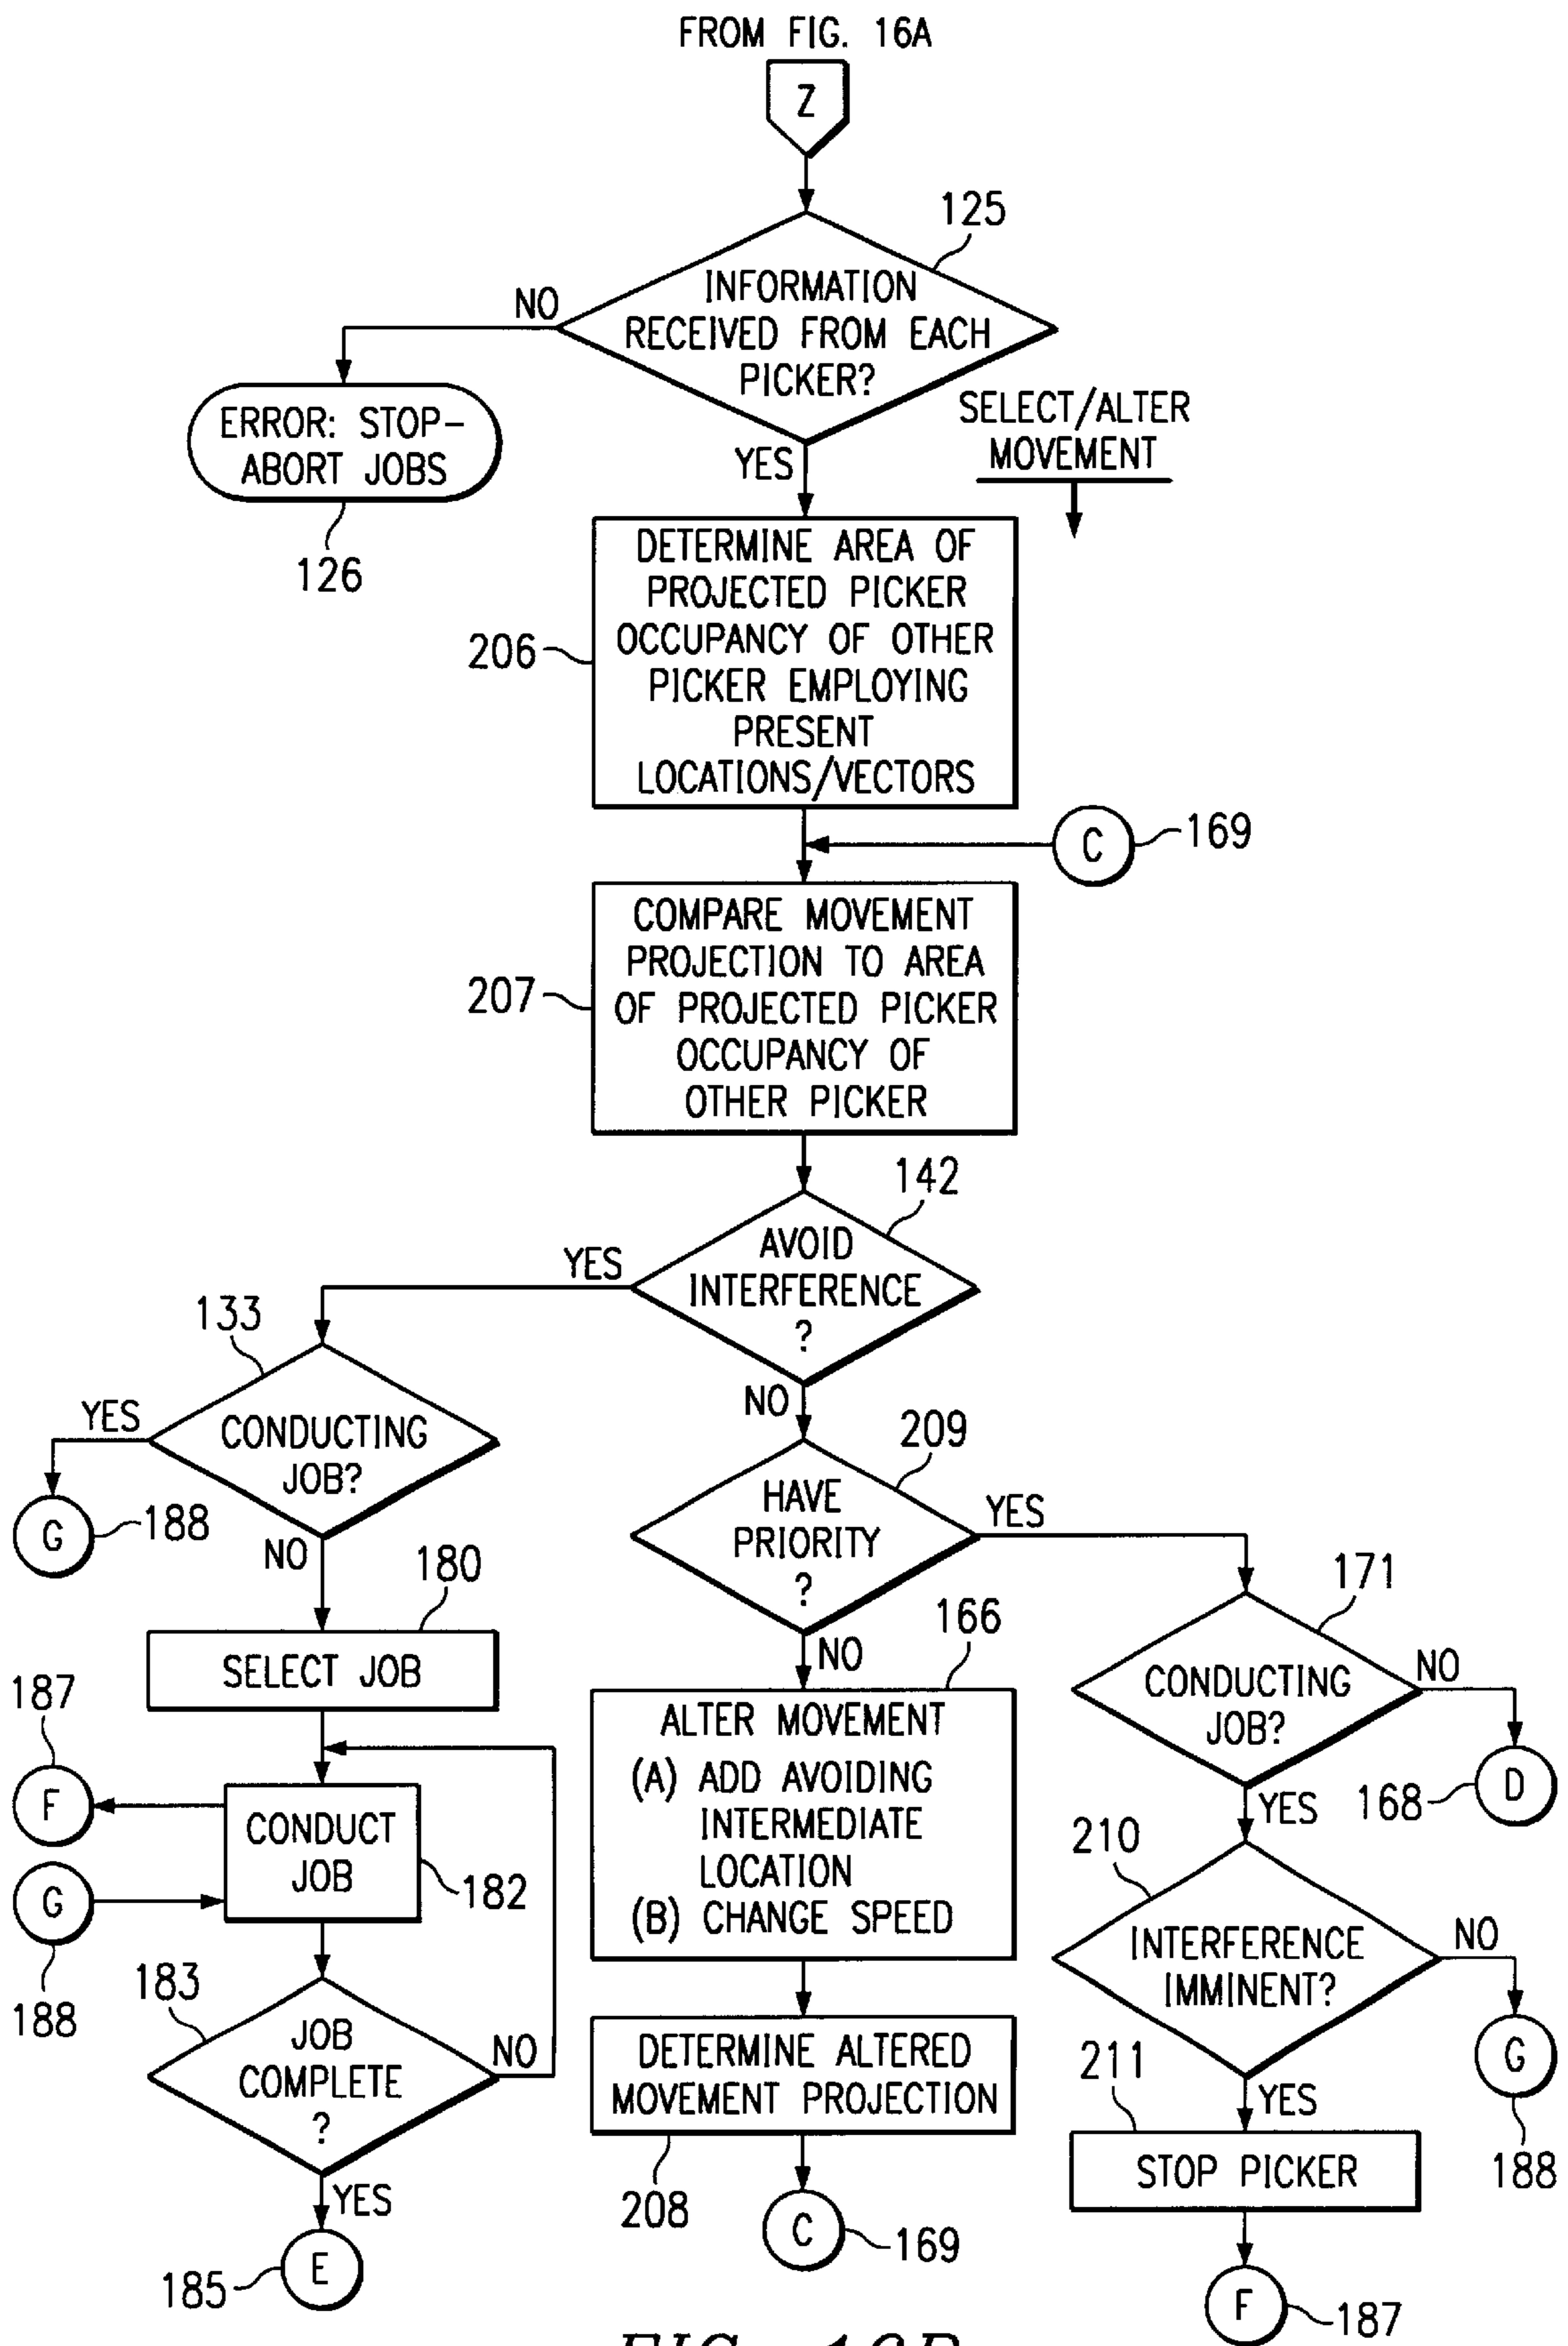 FROM FIG. 16A
Z
125
INFORMATION
RECEIVED FROM EACH
PICKER?
NO
ERROR: STOP-
ABORT JOBS
126
YES
SELECT/ALTER
MOVEMENT
DETERMINE AREA OF
PROJECTED PICKER
OCCUPANCY OF OTHER
PICKER EMPLOYING
PRESENT
LOCATIONS/VECTORS
206
C
169
COMPARE MOVEMENT
PROJECTION TO AREA
OF PROJECTED PICKER
OCCUPANCY OF
OTHER PICKER
207
142
AVOID
INTERFERENCE
?
YES
NO
133
CONDUCTING
JOB?
YES
G
188
NO
180
SELECT JOB
187
F
CONDUCT
JOB
182
G
188
183
JOB
COMPLETE
?
NO
YES
E
185
209
HAVE
PRIORITY
?
YES
NO
166
ALTER MOVEMENT
(A) ADD AVOIDING
INTERMEDIATE
LOCATION
(B) CHANGE SPEED
DETERMINE ALTERED
MOVEMENT PROJECTION
208
C
169
171
CONDUCTING
JOB?
NO
D
168
YES
210
INTERFERENCE
IMMINENT?
NO
G
188
YES
211
STOP PICKER
F
187
FIG. 16B